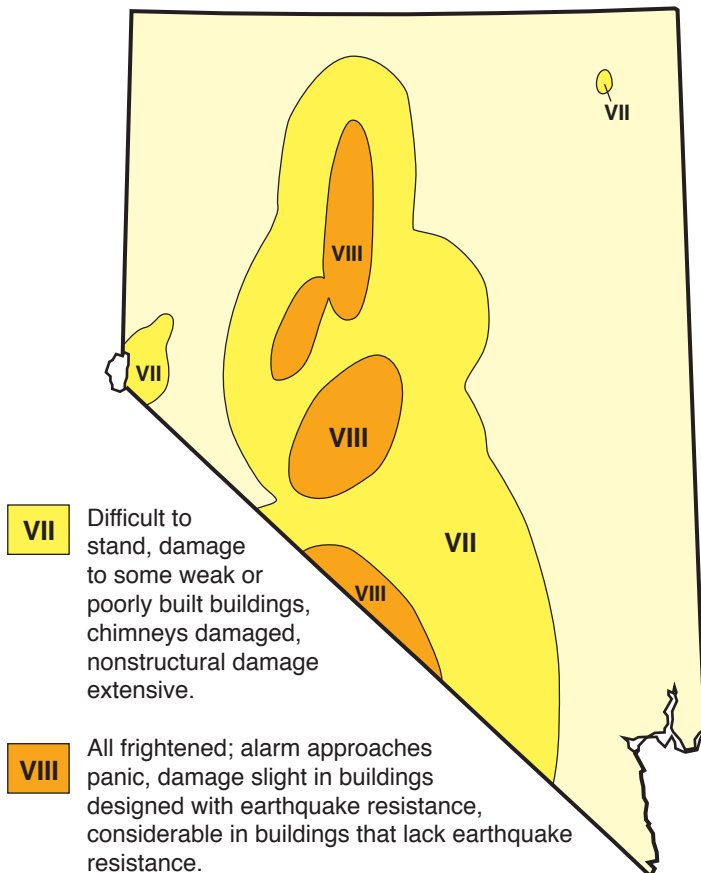 VII
VIII
VII
VIII
VII
VIII
VII
Difficult to
stand, damage
to some weak or
poorly built buildings,
chimneys damaged,
nonstructural damage
extensive.
VIII
All frightened; alarm approaches
panic, damage slight in buildings
designed with earthquake resistance,
considerable in buildings that lack earthquake
resistance.